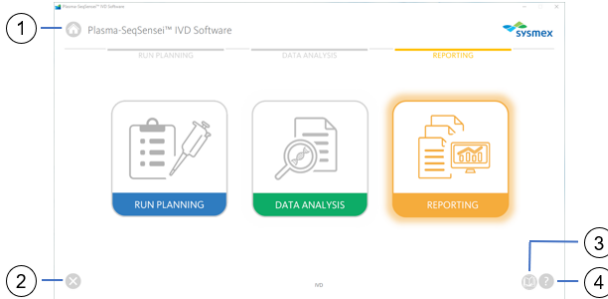 Plasma-SeqSensei™ IVD Software
1
Plasma-SeqSensei™ IVD Software
sysmex
RUN PLANNING
DATA ANALYSIS
REPORTING
RUN PLANNING
DATA ANALYSIS
REPORTING
3
2
IVD
?
4